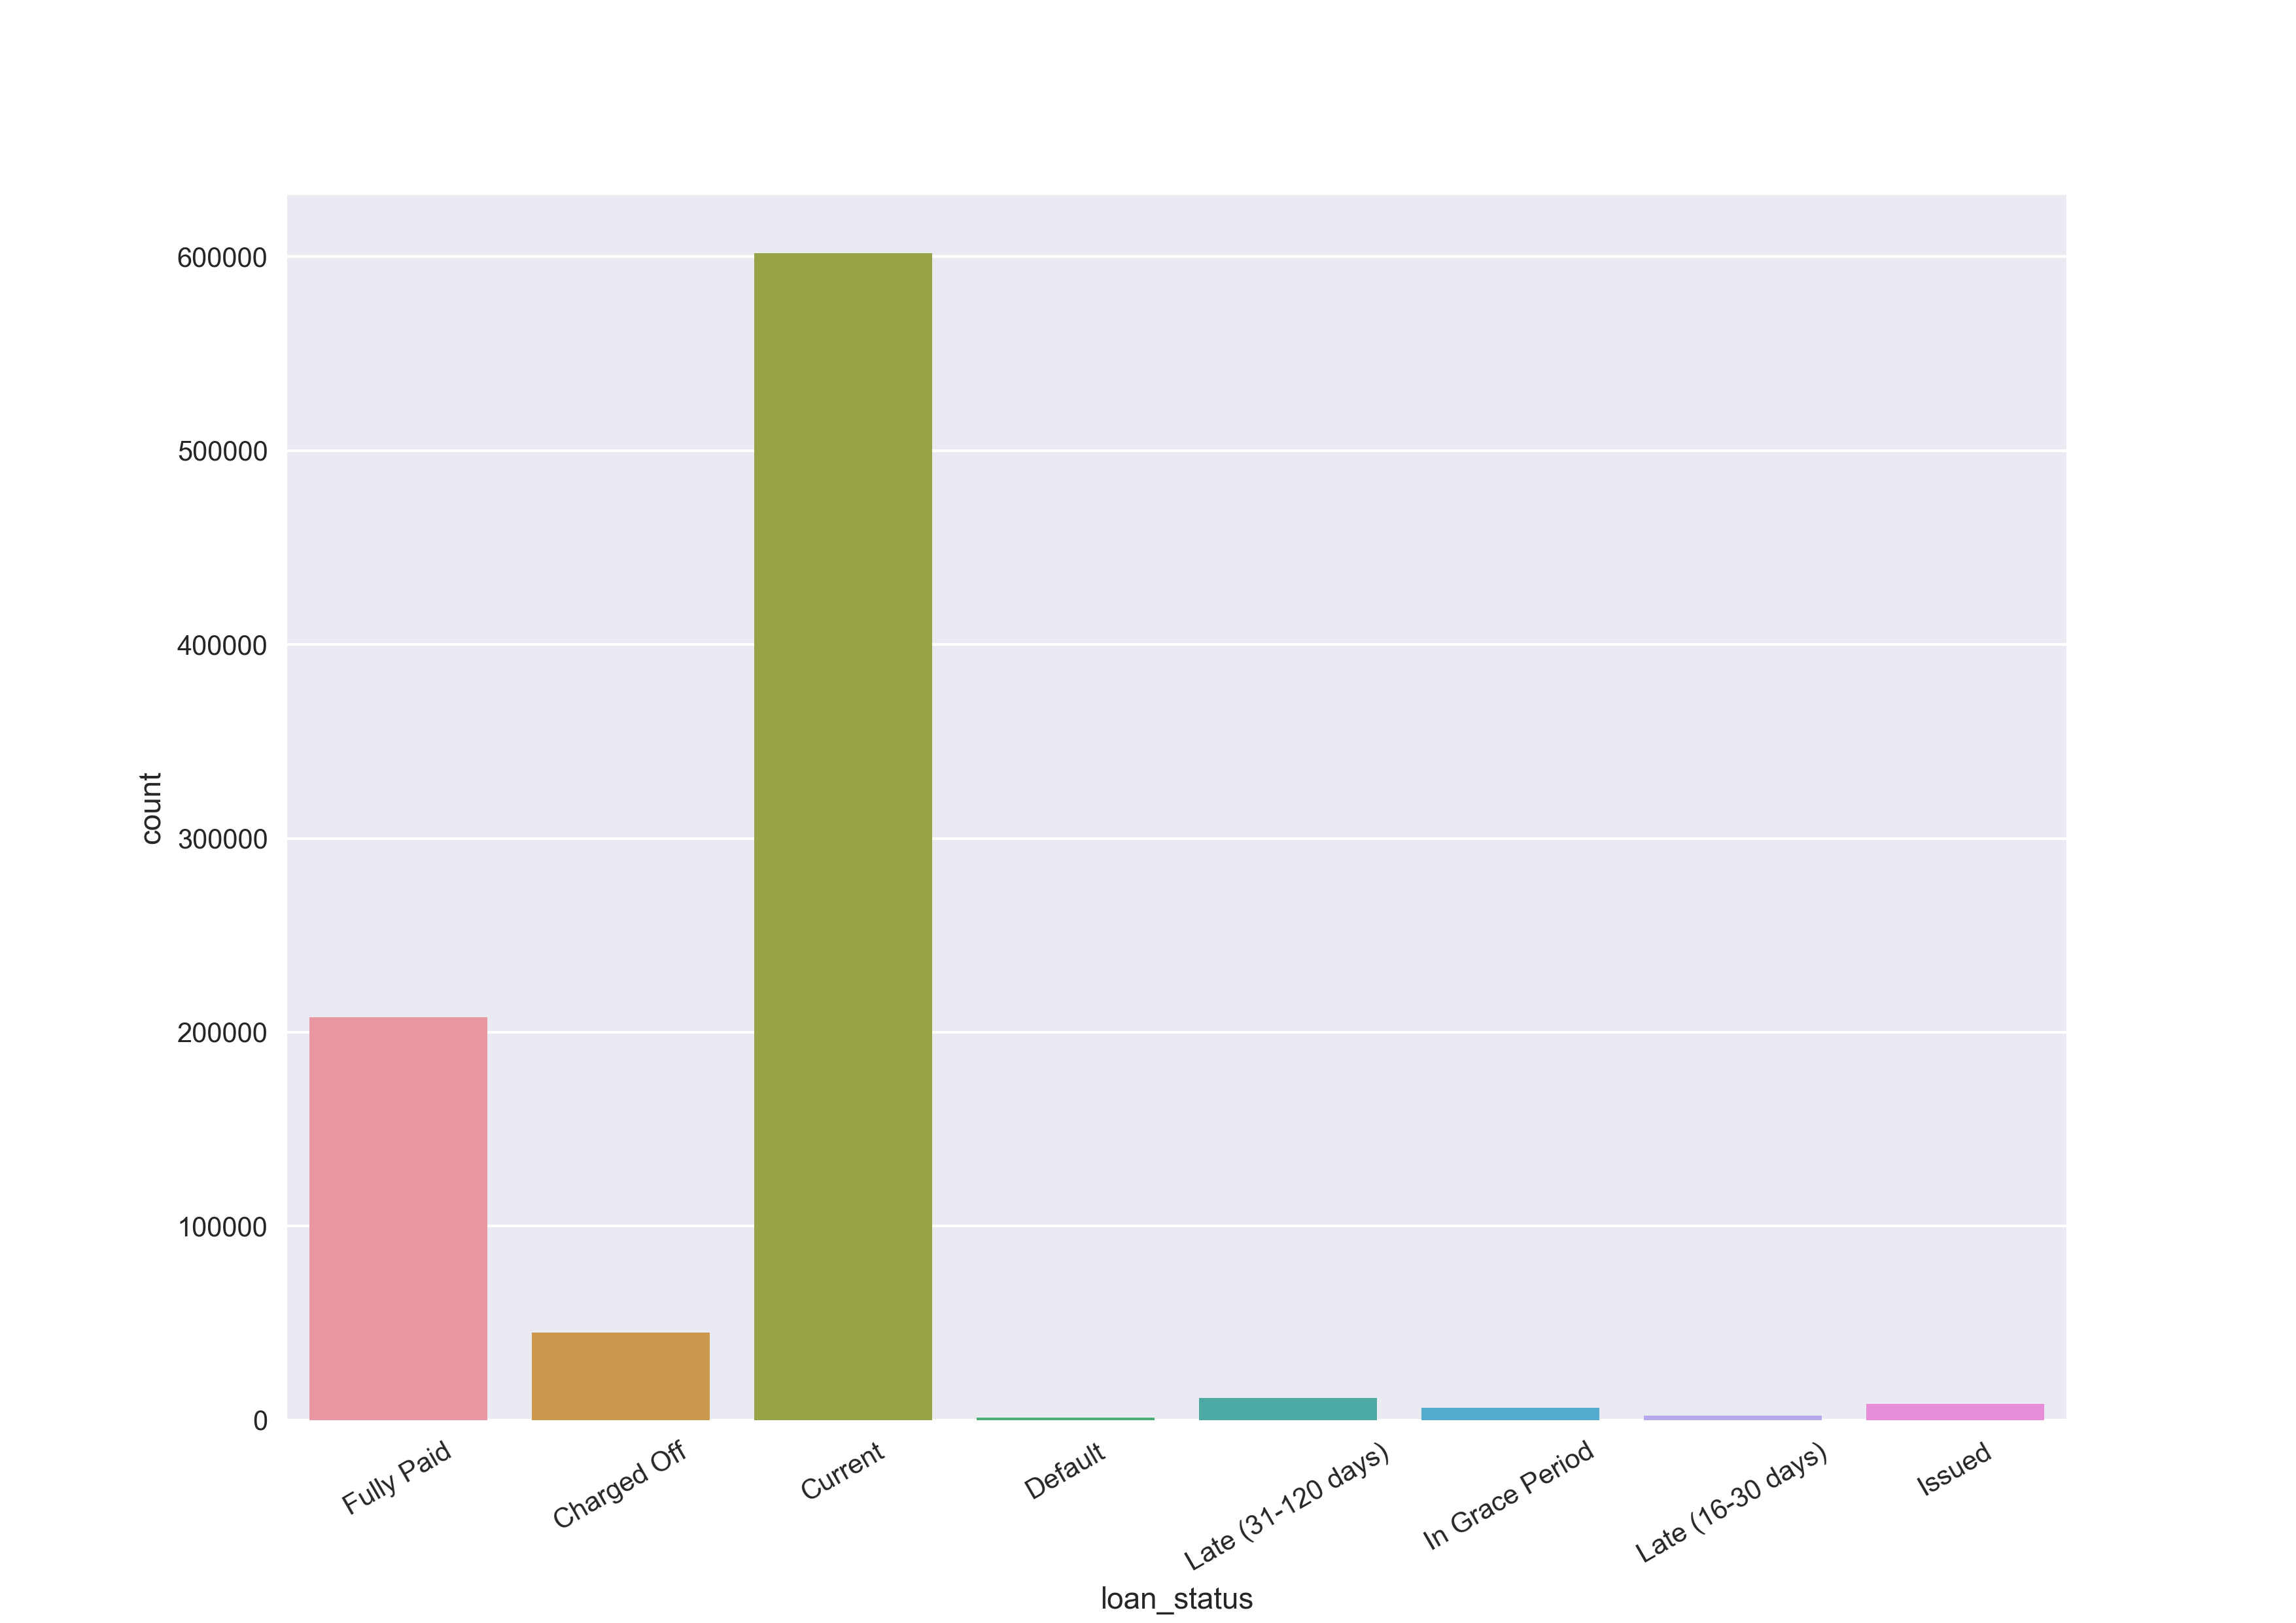 600000
500000
400000
300000
200000
100000
0
count
Fully Paid
Charged Off
Current
Default
Late (31-120 days)
In Grace Period
Late (16-30 days)
Issued
loan_status